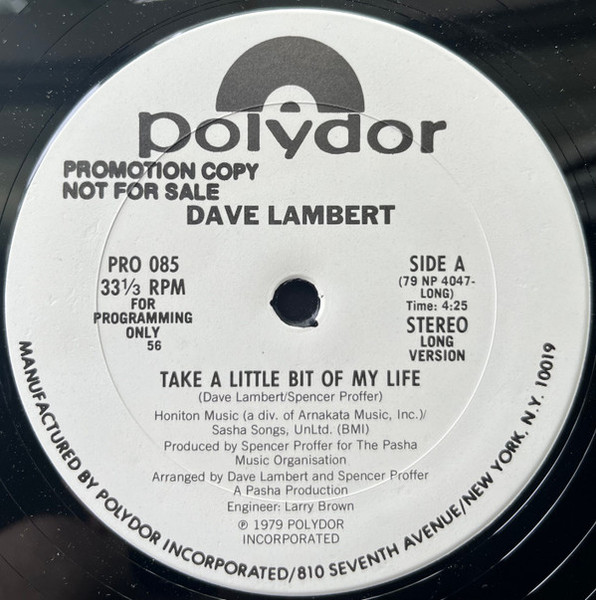 polydor
PROMOTION COPY
NOT FOR SALE
DAVE LAMBERT
PRO 085
33⅓ RPM
FOR
PROGRAMMING
ONLY
56
SIDE A
(79 NP 4047-
LONG)
Time: 4:25
STEREO
LONG
VERSION
TAKE A LITTLE BIT OF MY LIFE
(Dave Lambert/Spencer Proffer)
Honiton Music (a div. of Arnakata Music, Inc.)/
Sasha Songs, UnLtd. (BMI)
Produced by Spencer Proffer for The Pasha
Music Organisation
Arranged by Dave Lambert and Spencer Proffer
A Pasha Production
Engineer: Larry Brown
℗ 1979 POLYDOR
INCORPORATED
MANUFACTURED BY POLYDOR INCORPORATED/810 SEVENTH AVENUE/NEW YORK, N.Y. 10019